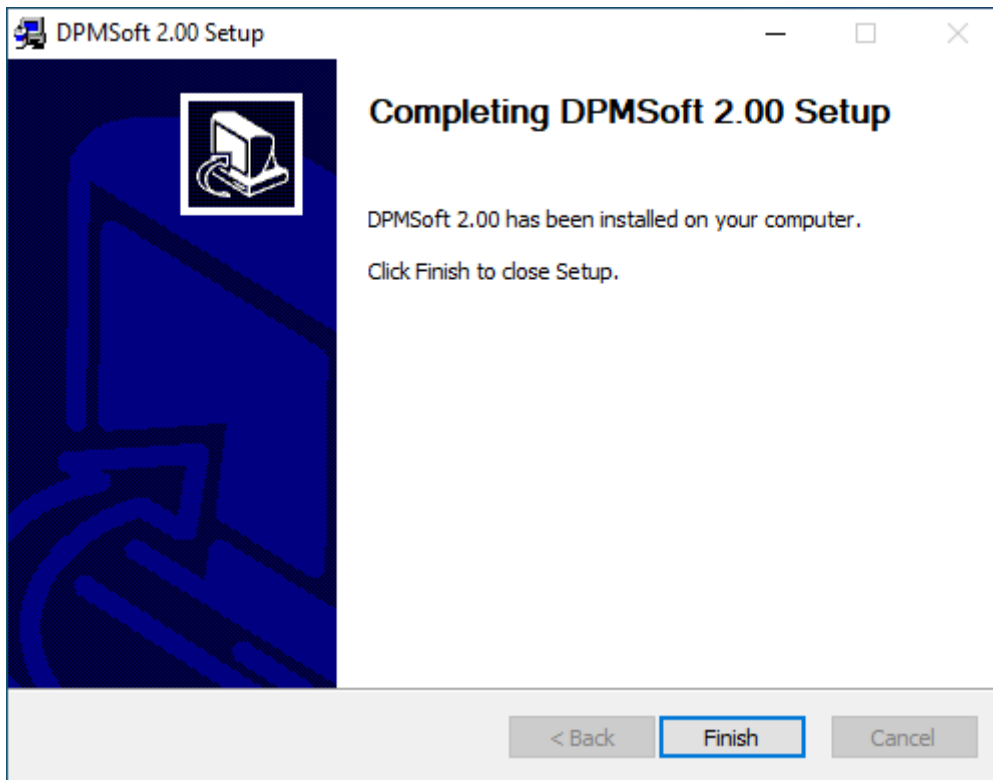 DPMSoft 2.00 Setup
Completing DPMSoft 2.00 Setup
DPMSoft 2.00 has been installed on your computer.
Click Finish to close Setup.
< Back
Finish
Cancel